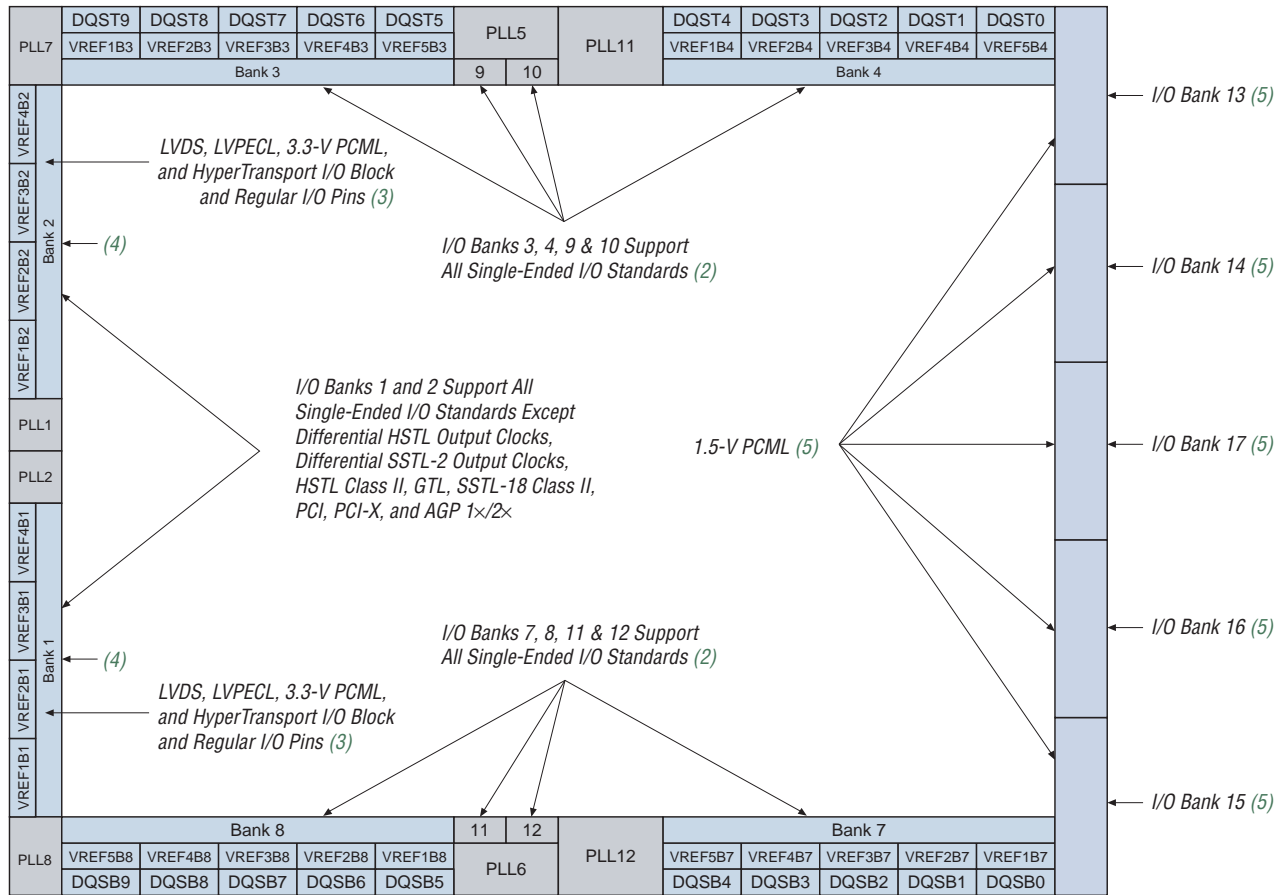 PLL7
DQST9 DQST8 DQST7 DQST6 DQST5
VREF1B3 VREF2B3 VREF3B3 VREF4B3 VREF5B3
Bank 3
PLL5
9 10
PLL11
DQST4 DQST3 DQST2 DQST1 DQST0
VREF1B4 VREF2B4 VREF3B4 VREF4B4 VREF5B4
Bank 4
I/O Bank 13 (5)
VREF4B2
VREF3B2
VREF2B2
VREF1B2
Bank 2
LVDS, LVPECL, 3.3-V PCML,
and HyperTransport I/O Block
and Regular I/O Pins (3)
(4)
I/O Banks 3, 4, 9 & 10 Support
All Single-Ended I/O Standards (2)
I/O Bank 14 (5)
PLL1
PLL2
I/O Banks 1 and 2 Support All
Single-Ended I/O Standards Except
Differential HSTL Output Clocks,
Differential SSTL-2 Output Clocks,
HSTL Class II, GTL, SSTL-18 Class II,
PCI, PCI-X, and AGP 1×/2×
1.5-V PCML (5)
I/O Bank 17 (5)
VREF4B1
VREF3B1
VREF2B1
VREF1B1
Bank 1
(4)
I/O Banks 7, 8, 11 & 12 Support
All Single-Ended I/O Standards (2)
I/O Bank 16 (5)
LVDS, LVPECL, 3.3-V PCML,
and HyperTransport I/O Block
and Regular I/O Pins (3)
I/O Bank 15 (5)
PLL8
Bank 8
VREF5B8 VREF4B8 VREF3B8 VREF2B8 VREF1B8
DQSB9 DQSB8 DQSB7 DQSB6 DQSB5
11 12
PLL6
PLL12
Bank 7
VREF5B7 VREF4B7 VREF3B7 VREF2B7 VREF1B7
DQSB4 DQSB3 DQSB2 DQSB1 DQSB0